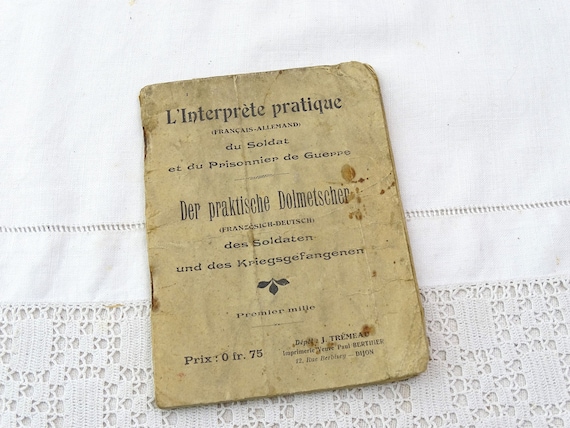 L'Interprète pratique
(FRANÇAIS-ALLEMAND)
du Soldat
et du Prisonnier de Guerre
Der praktische Dolmetscher
(FRANZÖSICH-DEUTSCH)
des Soldaten
und des Kriegsgefangenen
Premier mille
Prix : 0 fr. 75
Dépôt : J. TRÉMEAU
Imprimerie Veuve Paul BERTHIER
Rue Berbisey - DIJON